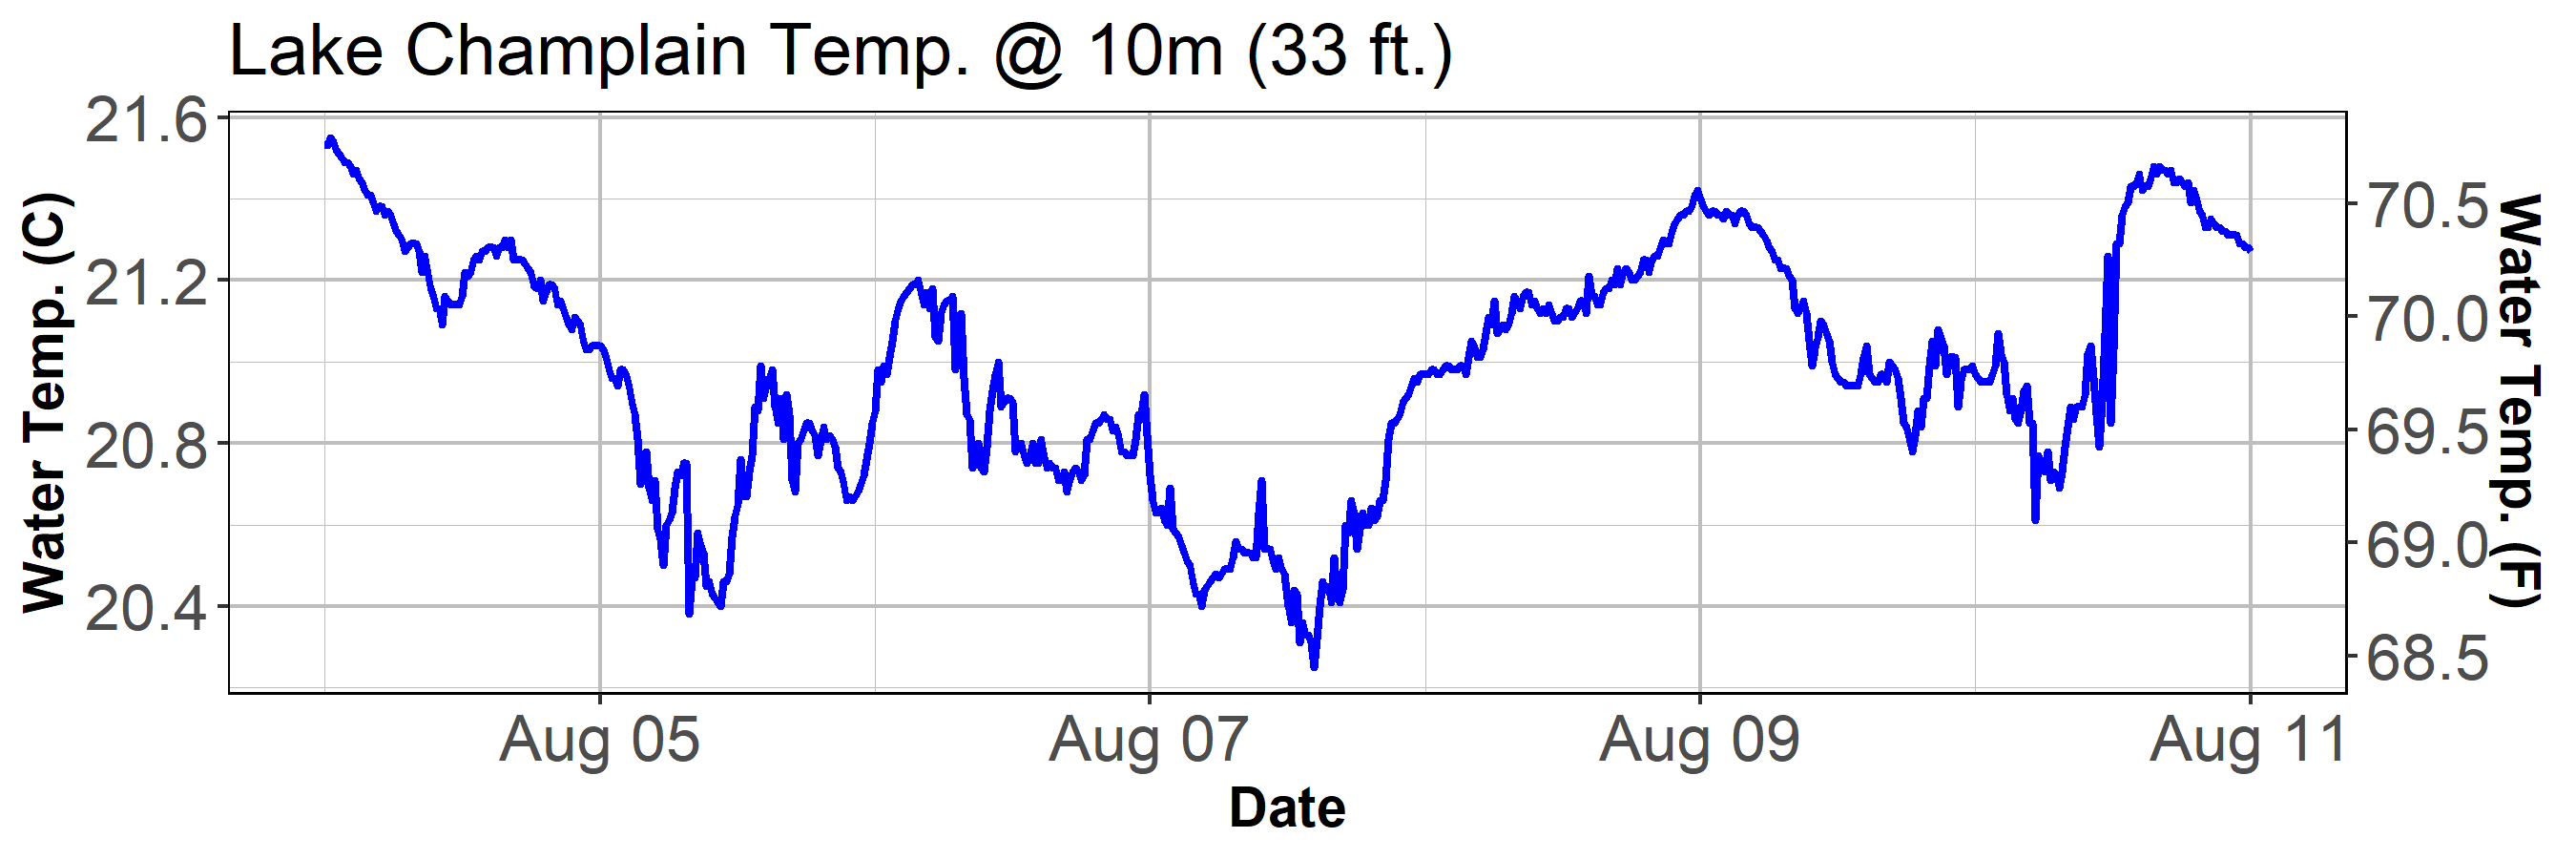 Lake Champlain Temp. @ 10m (33 ft.)
Water Temp. (C)
21.6
21.2
20.8
20.4
70.5
70.0
69.5
69.0
68.5
Water Temp. (F)
Aug 05 Aug 07 Aug 09 Aug 11
Date